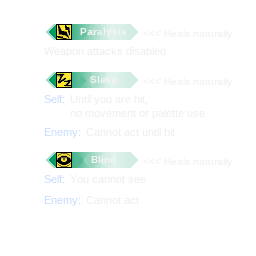 Paralysis <<< Heals naturally
Weapon attacks disabled
Sleep <<< Heals naturally
Self: Until you are hit,
no movement or palette use
Enemy: Cannot act until hit
Blind <<< Heals naturally
Self: You cannot see
Enemy: Cannot act